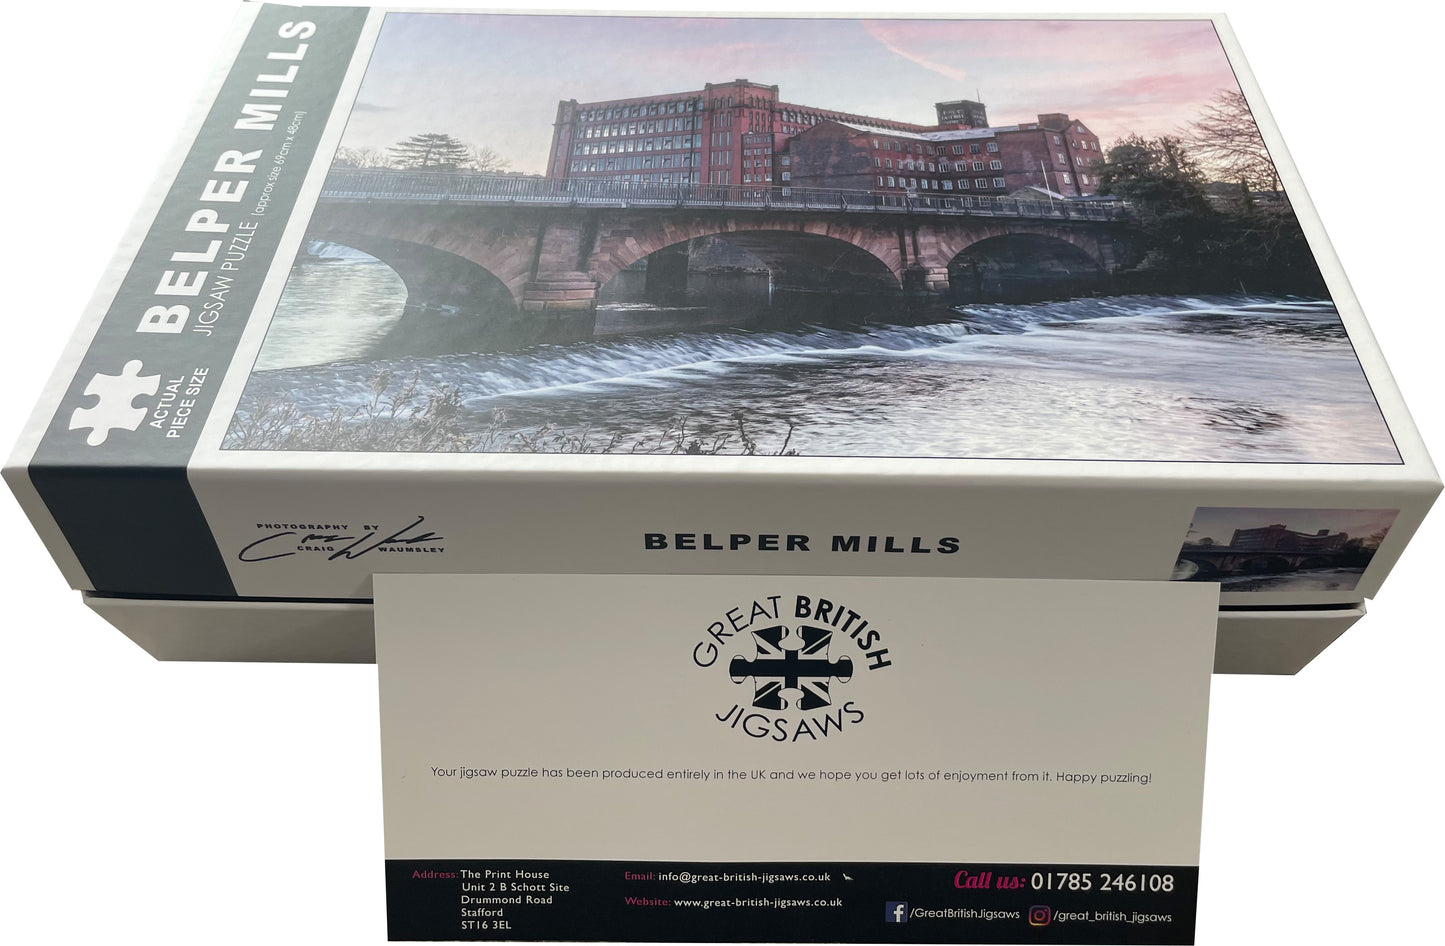 BELPER MILLS
JIGSAW PUZZLE (approx size 69cm x 48cm)
ACTUAL
PIECE SIZE
PHOTOGRAPHY BY
CRAIG WAUMSLEY
BELPER MILLS
GREAT BRITISH
JIGSAWS
Your jigsaw puzzle has been produced entirely in the UK and we hope you get lots of enjoyment from it. Happy puzzling!
Address: The Print House
Unit 2 B Schott Site
Drummond Road
Stafford
ST16 3EL
Email: info@great-british-jigsaws.co.uk
Website: www.great-british-jigsaws.co.uk
Call us: 01785 246108
/GreatBritishJigsaws
/great_british_jigsaws